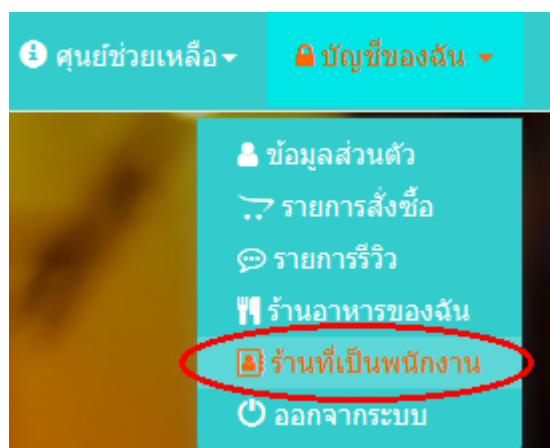 ศูนย์ช่วยเหลือ บัญชีของฉัน
ข้อมูลส่วนตัว
รายการสั่งซื้อ
รายการรีวิว
ร้านอาหารของฉัน
ร้านที่เป็นพนักงาน
ออกจากระบบ